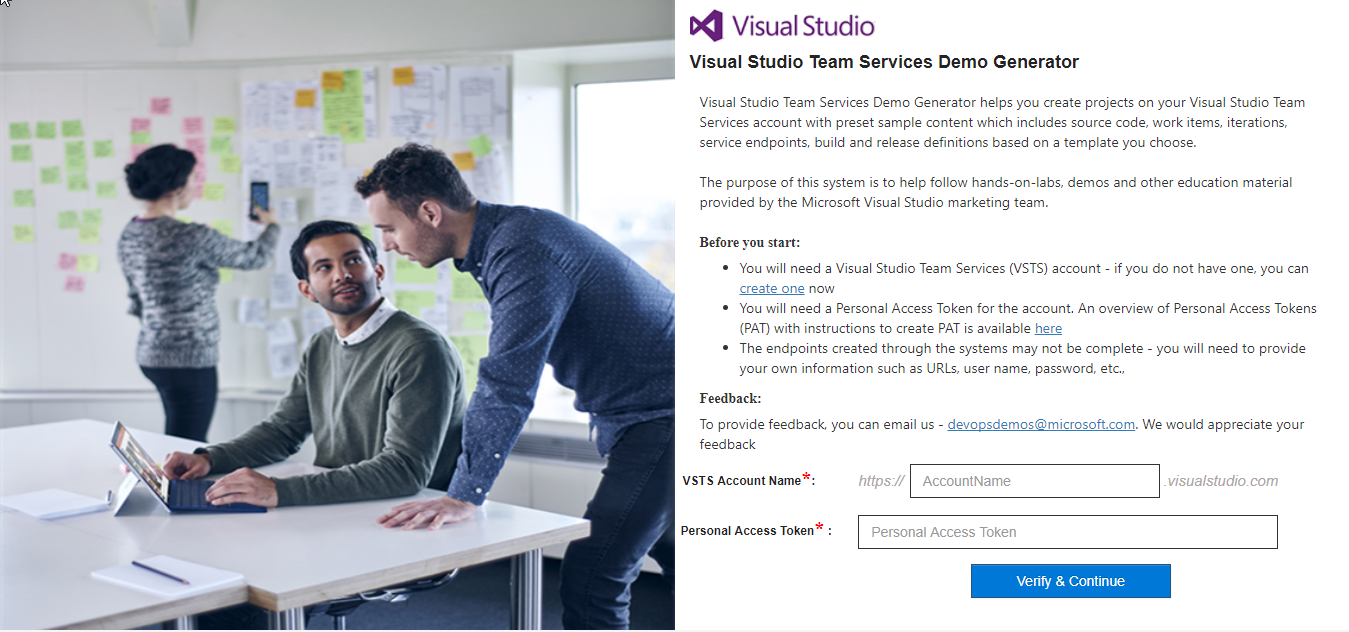 Visual Studio
Visual Studio Team Services Demo Generator
Visual Studio Team Services Demo Generator helps you create projects on your Visual Studio Team
Services account with preset sample content which includes source code, work items, iterations,
service endpoints, build and release definitions based on a template you choose.
The purpose of this system is to help follow hands-on-labs, demos and other education material
provided by the Microsoft Visual Studio marketing team.
Before you start:
• You will need a Visual Studio Team Services (VSTS) account - if you do not have one, you can
create one now
• You will need a Personal Access Token for the account. An overview of Personal Access Tokens
(PAT) with instructions to create PAT is available here
• The endpoints created through the systems may not be complete - you will need to provide
your own information such as URLs, user name, password, etc.,
Feedback:
To provide feedback, you can email us - devopsdemos@microsoft.com. We would appreciate your
feedback
VSTS Account Name*: https:// AccountName .visualstudio.com
Personal Access Token* : Personal Access Token
Verify & Continue